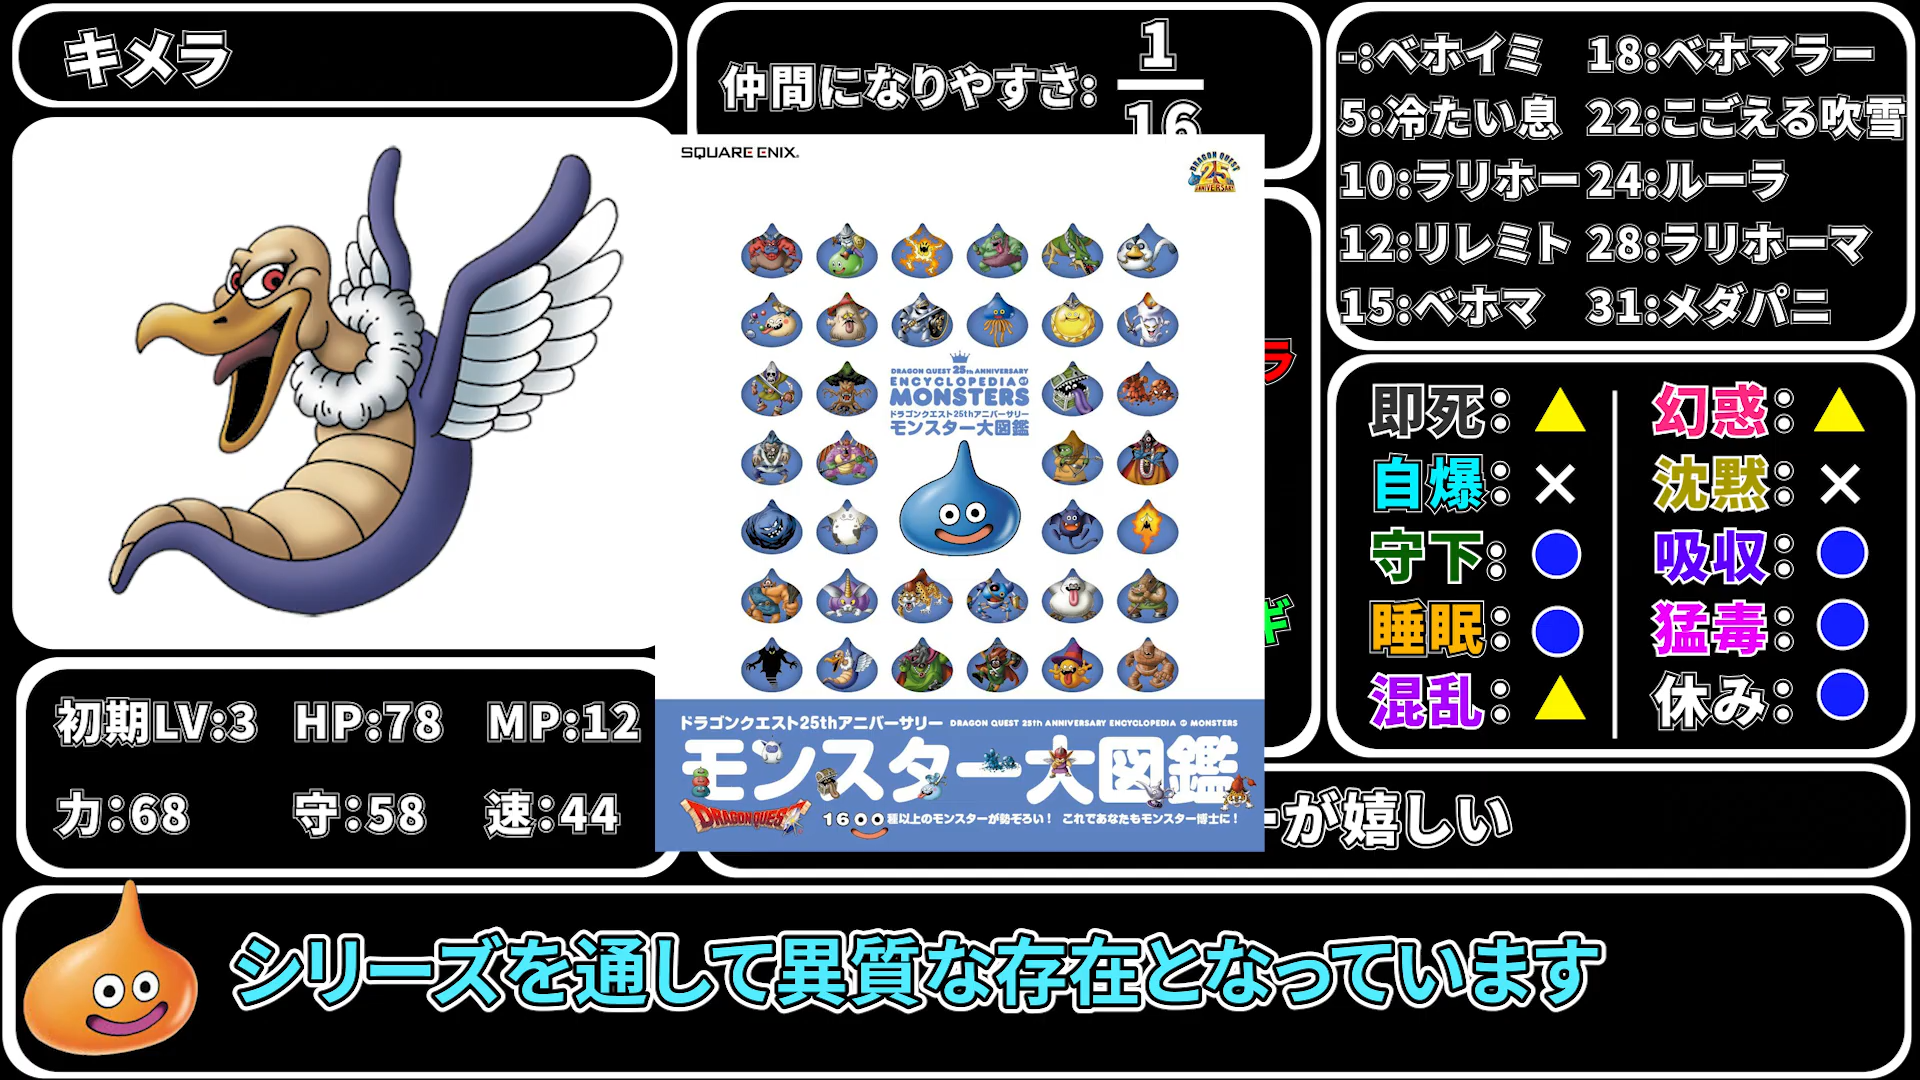 キメラ
仲間になりやすさ:
1
16
-:ベホイミ 18:ベホマラー
5:冷たい息 22:こごえる吹雪
10:ラリホー 24:ルーラ
12:リレミト 28:ラリホーマ
15:ベホマ 31:メダパニ
SQUARE ENIX.
DRAGON QUEST
25th
ANNIVERSARY
DRAGON QUEST 25th ANNIVERSARY
ENCYCLOPEDIA OF
MONSTERS
ドラゴンクエスト25thアニバーサリー
モンスター大図鑑
ラ
ギ
即死: ▲ 幻惑: ▲
自爆: × 沈黙: ×
守下: ● 吸収: ●
睡眠: ● 猛毒: ●
混乱: ▲ 休み: ●
初期LV:3 HP:78 MP:12
力:68 守:58 速:44
ドラゴンクエスト25thアニバーサリー DRAGON QUEST 25th ANNIVERSARY ENCYCLOPEDIA OF MONSTERS
モンスター大図鑑
DRAGON QUEST
1600種以上のモンスターが勢ぞろい! これであなたもモンスター博士に!
ーが嬉しい
シリーズを通して異質な存在となっています